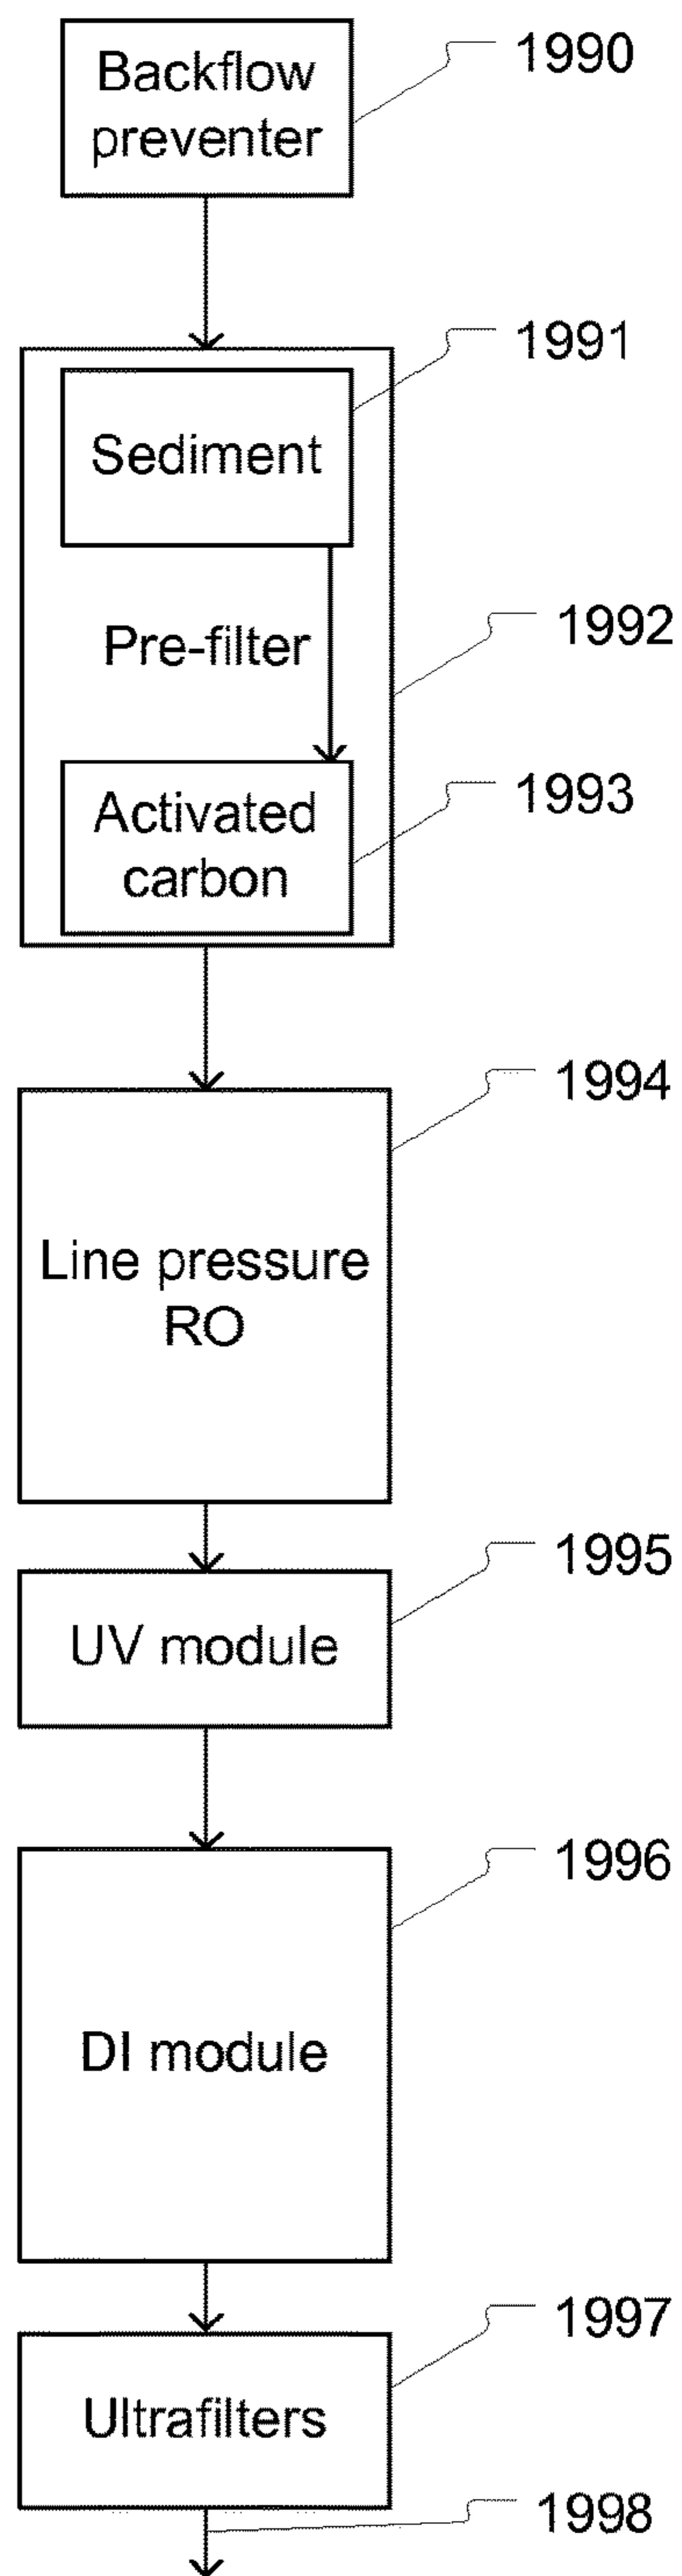 Backflow
preventer
1990
1991
Sediment
1992
Pre-filter
1993
Activated
carbon
1994
Line pressure
RO
1995
UV module
1996
DI module
1997
Ultrafilters
1998